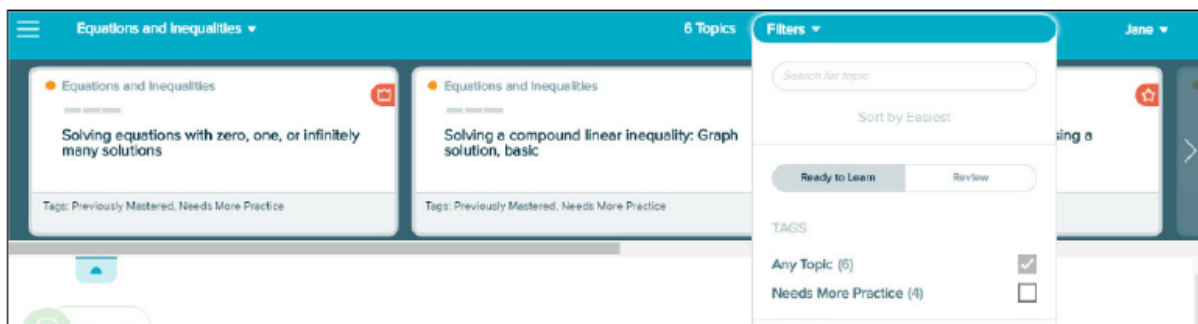 Equations and Inequalities
6 Topics
Filters
Jane
Equations and Inequalities
Solving equations with zero, one, or infinitely
many solutions
Tags: Previously Mastered, Needs More Practice
Equations and Inequalities
Solving a compound linear inequality: Graph
solution, basic
Tags: Previously Mastered, Needs More Practice
Search for topic
Sort by Easiest
Ready to Learn
Review
TAGS
Any Topic (6)
Needs More Practice (4)
sing a